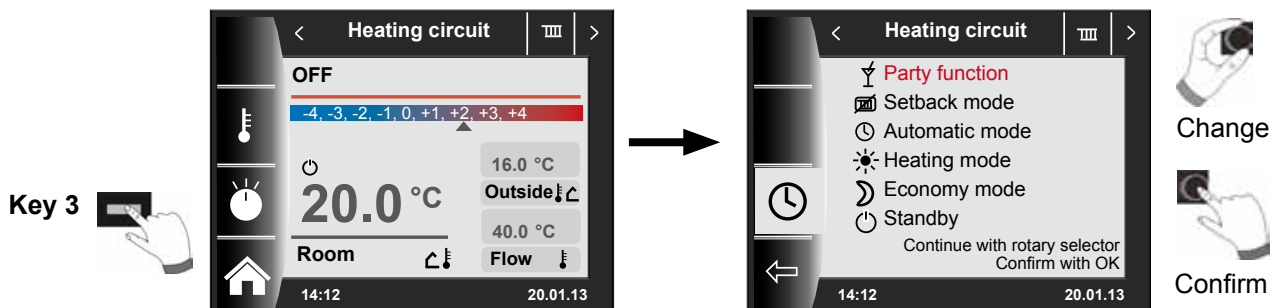 Key 3
< Heating circuit >
OFF
-4, -3, -2, -1, 0, +1, +2, +3, +4
16.0 °C
Outside
20.0 °C
40.0 °C
Room
Flow
14:12 20.01.13
< Heating circuit >
Party function
Setback mode
Automatic mode
Heating mode
Economy mode
Standby
Continue with rotary selector
Confirm with OK
14:12 20.01.13
Change
Confirm